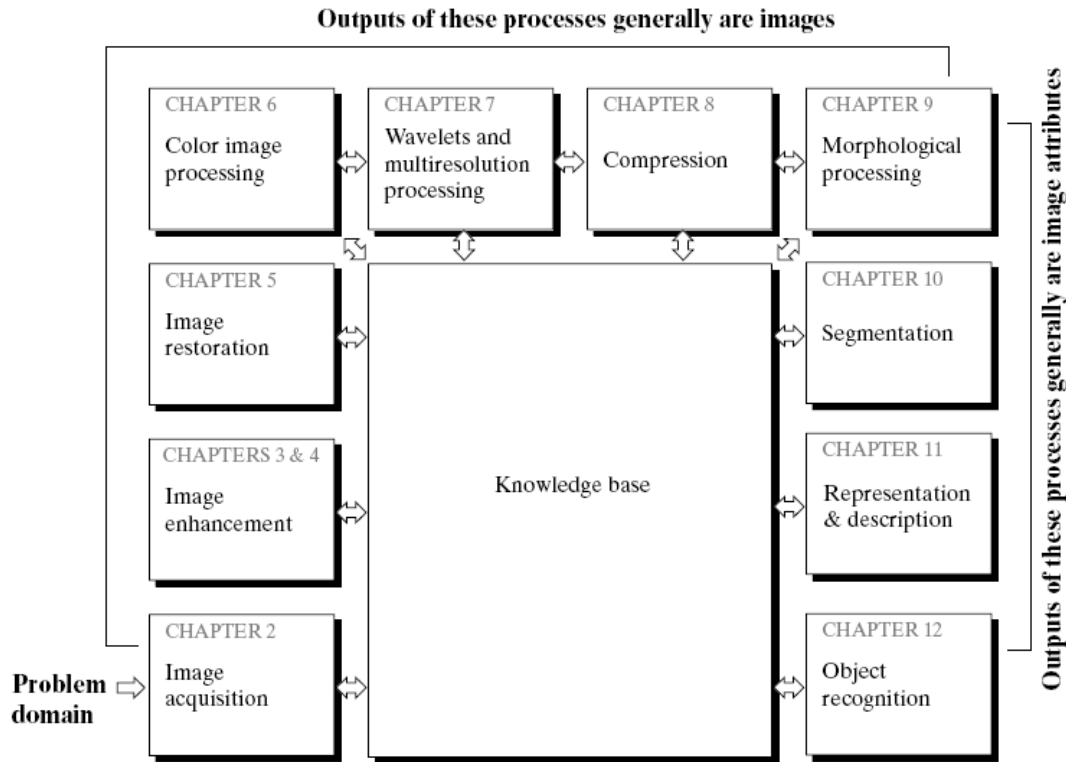 Outputs of these processes generally are images
CHAPTER 6
Color image
processing
CHAPTER 7
Wavelets and
multiresolution
processing
CHAPTER 8
Compression
CHAPTER 9
Morphological
processing
CHAPTER 5
Image
restoration
CHAPTERS 3 & 4
Image
enhancement
CHAPTER 2
Image
acquisition
Problem
domain
Knowledge base
CHAPTER 10
Segmentation
CHAPTER 11
Representation
& description
CHAPTER 12
Object
recognition
Outputs of these processes generally are image attributes